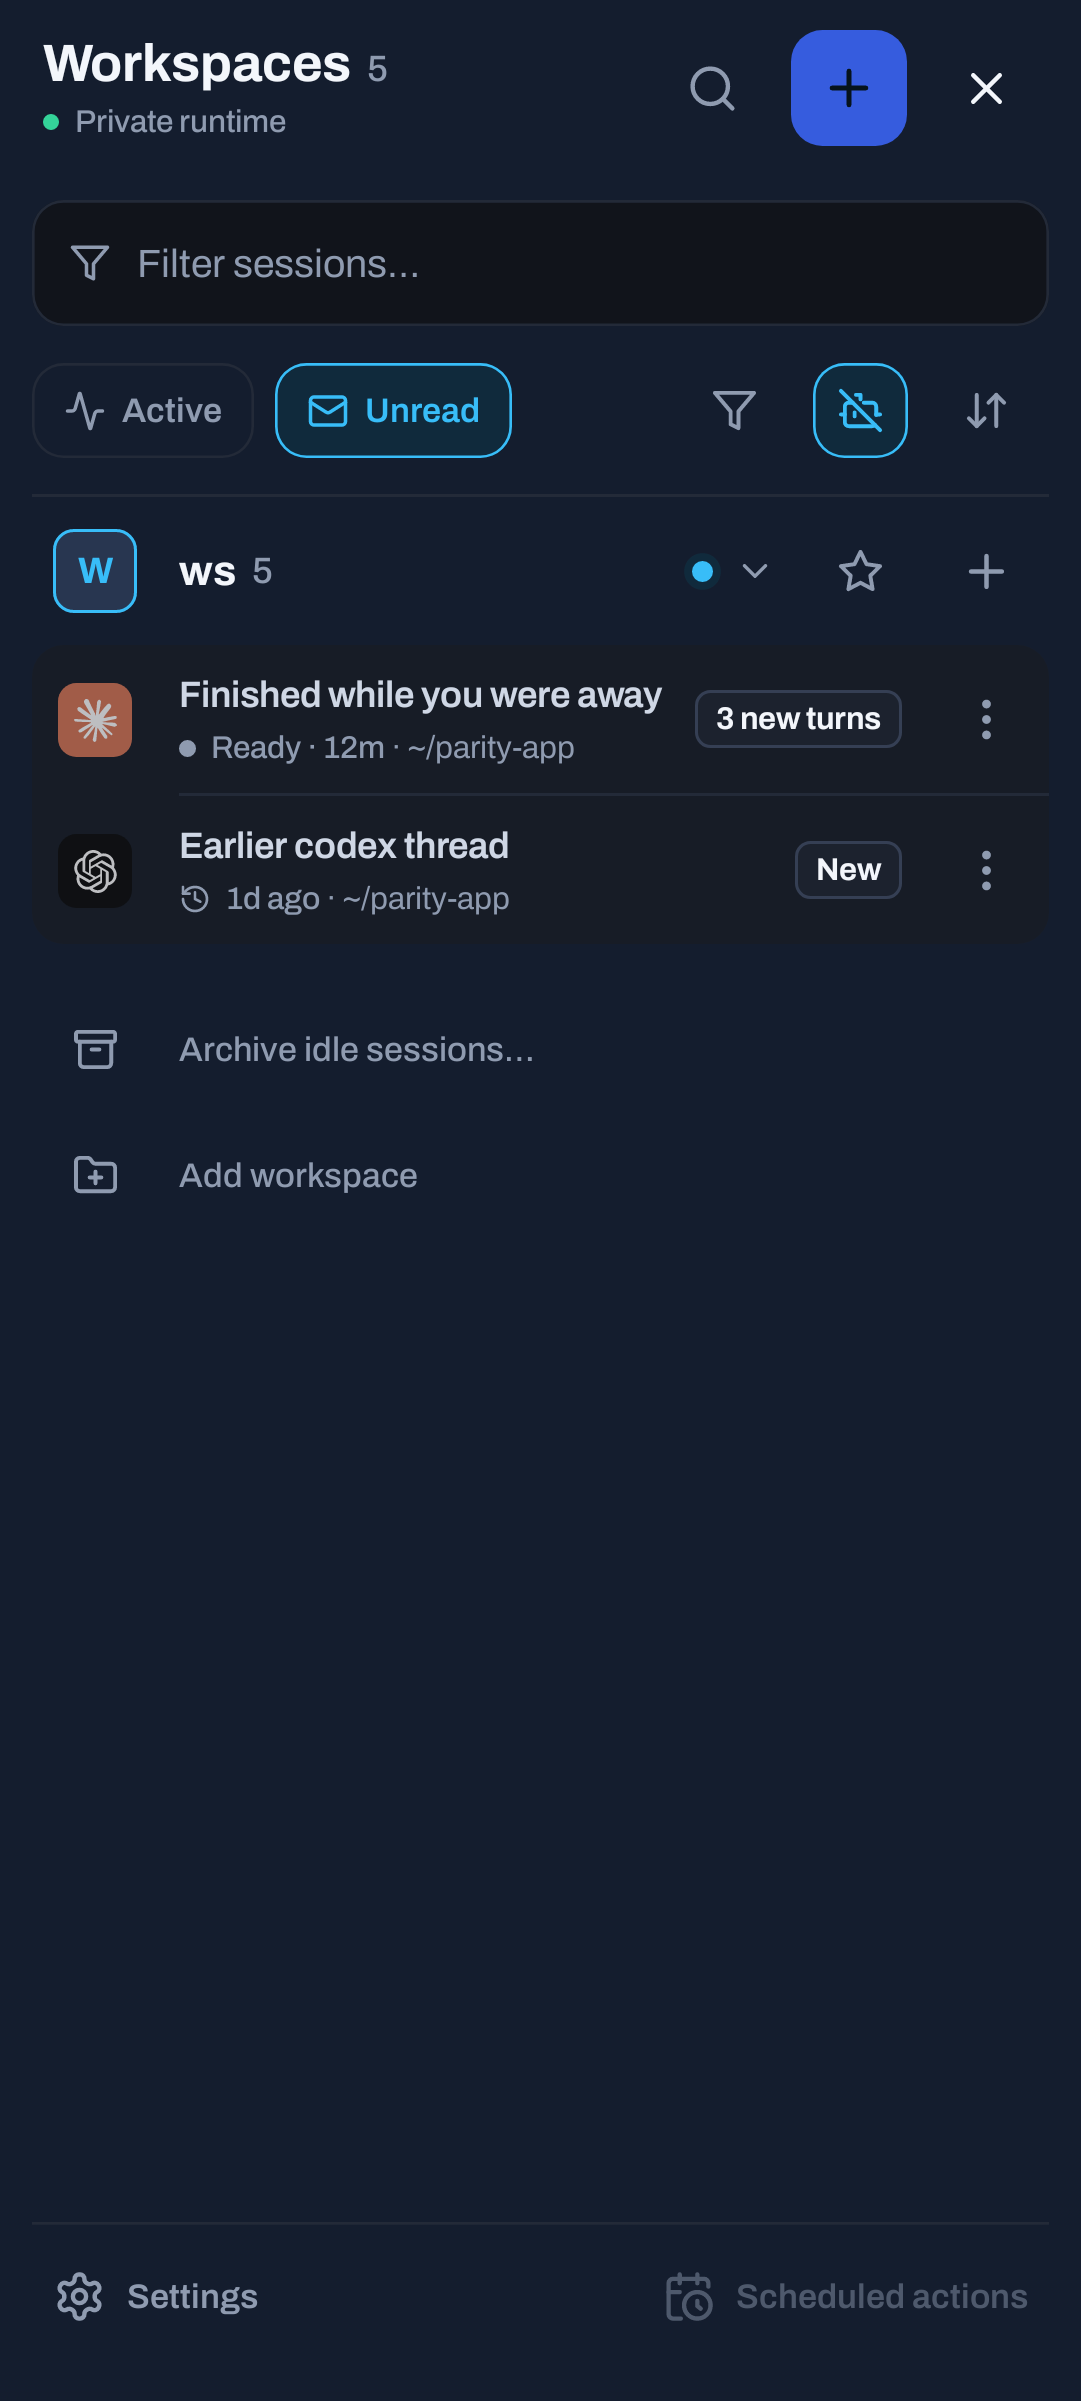 Workspaces 5
Private runtime
Filter sessions...
Active
Unread
W
ws 5
Finished while you were away
3 new turns
Ready · 12m · ~/parity-app
Earlier codex thread
New
1d ago · ~/parity-app
Archive idle sessions...
Add workspace
Settings
Scheduled actions